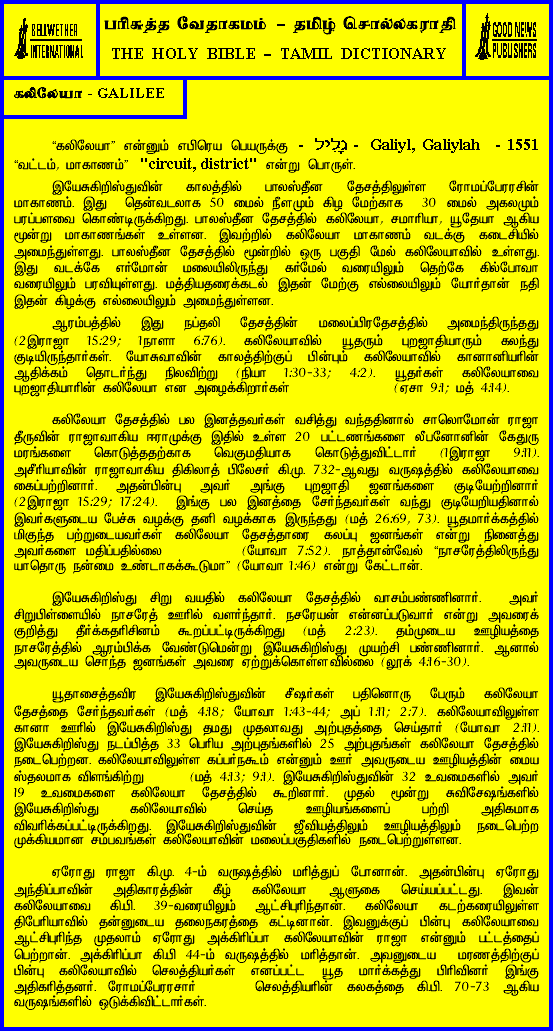 BELLWETHER INTERNATIONAL
பரிசுத்த வேதாகமம் – தமிழ் சொல்லகராதி
THE HOLY BIBLE – TAMIL DICTIONARY
GOOD NEWS PUBLISHERS
கலிலேயா - GALILEE
“கலிலேயா” என்னும் எபிரெய பெயருக்கு - גָּלִיל - Galiyl, Galiylah - 1551
“வட்டம், மாகாணம்” "circuit, district" என்று பொருள்.
இயேசுகிறிஸ்துவின் காலத்தில் பாலஸ்தீன தேசத்திலுள்ள ரோமப்பேரரசின்
மாகாணம். இது தென்வடலாக 50 மைல் நீளமும் கிழ மேற்காக 30 மைல் அகலமும்
பரப்பளவை கொண்டிருக்கிறது. பாலஸ்தீன தேசத்தில் கலிலேயா, சமாரியா, யூதேயா ஆகிய
மூன்று மாகாணங்கள் உள்ளன. இவற்றில் கலிலேயா மாகாணம் வடக்கு கடைசியில்
அமைந்துள்ளது. பாலஸ்தீன தேசத்தில் மூன்றில் ஒரு பகுதி மேல் கலிலேயாவில் உள்ளது.
இது வடக்கே எர்மோன் மலையிலிருந்து கர்மேல் வரையிலும் தெற்கே கில்போவா
வரையிலும் பரவியுள்ளது. மத்தியதரைக்கடல் இதன் மேற்கு எல்லையிலும் யோர்தான் நதி
இதன் கிழக்கு எல்லையிலும் அமைந்துள்ளன.
ஆரம்பத்தில் இது நப்தலி தேசத்தின் மலைப்பிரதேசத்தில் அமைந்திருந்தது
(2இராஜா 15:29; 1நாளா 6:76). கலிலேயாவில் யூதரும் புறஜாதியாரும் கலந்து
குடியிருந்தார்கள். யோசுவாவின் காலத்திற்குப் பின்பும் கலிலேயாவில் கானானியரின்
ஆதிக்கம் தொடர்ந்து நிலவிற்று (நியா 1:30-33; 4:2). யூதர்கள் கலிலேயாவை
புறஜாதியாரின் கலிலேயா என அழைக்கிறார்கள் (ஏசா 9:1; மத் 4:14).
கலிலேயா தேசத்தில் பல இனத்தவர்கள் வசித்து வந்ததினால் சாலொமோன் ராஜா
தீருவின் ராஜாவாகிய ஈராமுக்கு இதில் உள்ள 20 பட்டணங்களை லீபனோனின் கேதுரு
மரங்களை கொடுத்ததற்காக வெகுமதியாக கொடுத்துவிட்டார் (1இராஜா 9:11).
அசீரியாவின் ராஜாவாகிய திகிலாத் பிலேசர் கி.மு. 732-ஆவது வருஷத்தில் கலிலேயாவை
கைப்பற்றினார். அதன்பின்பு அவர் அங்கு புறஜாதி ஜனங்களை குடியேற்றினார்
(2இராஜா 15:29; 17:24). இங்கு பல இனத்தை சேர்ந்தவர்கள் வந்து குடியேறியதினால்
இவர்களுடைய பேச்சு வழக்கு தனி வழக்காக இருந்தது (மத் 26:69, 73). யூதமார்க்கத்தில்
மிகுந்த பற்றுடையவர்கள் கலிலேயா தேசத்தாரை கலப்பு ஜனங்கள் என்று நினைத்து
அவர்களை மதிப்பதில்லை (யோவா 7:52). நாத்தான்வேல் “நாசரேத்திலிருந்து
யாதொரு நன்மை உண்டாகக்கூடுமா” (யோவா 1:46) என்று கேட்டான்.
இயேசுகிறிஸ்து சிறு வயதில் கலிலேயா தேசத்தில் வாசம்பண்ணினார். அவர்
சிறுபிள்ளையில் நாசரேத் ஊரில் வளர்ந்தார். நசரேயன் என்னப்படுவார் என்று அவரைக்
குறித்து தீர்க்கதரிசினம் கூறப்பட்டிருக்கிறது (மத் 2:23). தம்முடைய ஊழியத்தை
நாசரேத்தில் ஆரம்பிக்க வேண்டுமென்று இயேசுகிறிஸ்து முயற்சி பண்ணினார். ஆனால்
அவருடைய சொந்த ஜனங்கள் அவரை ஏற்றுக்கொள்ளவில்லை (லூக் 4:16-30).
யூதாசைத்தவிர இயேசுகிறிஸ்துவின் சீஷர்கள் பதினொரு பேரும் கலிலேயா
தேசத்தை சேர்ந்தவர்கள் (மத் 4:18; யோவா 1:43-44; அப் 1:11; 2:7). கலிலேயாவிலுள்ள
கானா ஊரில் இயேசுகிறிஸ்து தமது முதலாவது அற்புதத்தை செய்தார் (யோவா 2:11).
இயேசுகிறிஸ்து நடப்பித்த 33 பெரிய அற்புதங்களில் 25 அற்புதங்கள் கலிலேயா தேசத்தில்
நடைபெற்றன. கலிலேயாவிலுள்ள கப்பர்நகூம் என்னும் ஊர் அவருடைய ஊழியத்தின் மைய
ஸ்தலமாக விளங்கிற்று (மத் 4:13; 9:1). இயேசுகிறிஸ்துவின் 32 உவமைகளில் அவர்
19 உவமைகளை கலிலேயா தேசத்தில் கூறினார். முதல் மூன்று சுவிசேஷங்களில்
இயேசுகிறிஸ்து கலிலேயாவில் செய்த ஊழியங்களைப் பற்றி அதிகமாக
விவரிக்கப்பட்டிருக்கிறது. இயேசுகிறிஸ்துவின் ஜீவியத்திலும் ஊழியத்திலும் நடைபெற்ற
முக்கியமான சம்பவங்கள் கலிலேயாவின் மலைப்பகுதிகளில் நடைபெற்றுள்ளன.
ஏரோது ராஜா கி.மு. 4-ம் வருஷத்தில் மரித்துப் போனான். அதன்பின்பு ஏரோது
அந்திப்பாவின் அதிகாரத்தின் கீழ் கலிலேயா ஆளுகை செய்யப்பட்டது. இவன்
கலிலேயாவை கி.பி. 39-வரையிலும் ஆட்சிபுரிந்தான். கலிலேயா கடற்கரையிலுள்ள
திபேரியாவில் தன்னுடைய தலைநகரத்தை கட்டினான். இவனுக்குப் பின்பு கலிலேயாவை
ஆட்சிபுரிந்த முதலாம் ஏரோது அக்கிரிப்பா கலிலேயாவின் ராஜா என்னும் பட்டத்தைப்
பெற்றான். அக்கிரிப்பா கி.பி 44-ம் வருஷத்தில் மரித்தான். அவனுடைய மரணத்திற்குப்
பின்பு கலிலேயாவில் செலத்தியர்கள் எனப்பட்ட யூத மார்க்கத்து பிரிவினர் இங்கு
அதிகரித்தனர். ரோமப்பேரரசார் செலத்தியரின் கலகத்தை கி.பி. 70-73 ஆகிய
வருஷங்களில் ஒடுக்கிவிட்டார்கள்.